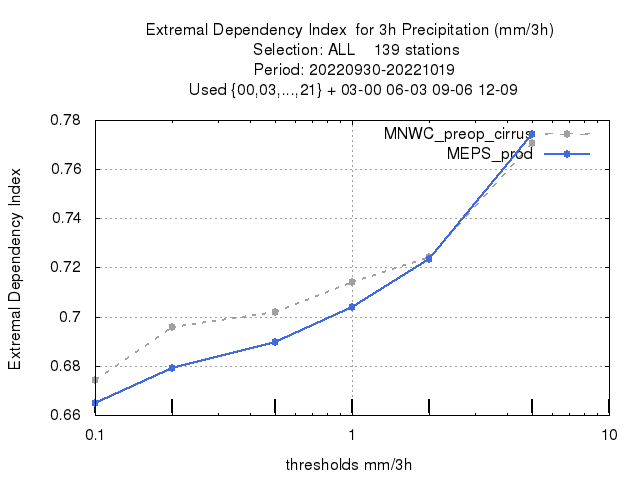 Extremal Dependency Index  for 3h Precipitation (mm/3h)
Selection: ALL    139 stations
Period: 20220930-20221019
Used {00,03,...,21} + 03-00 06-03 09-06 12-09
0.78
MNWC_preop_cirrus
MEPS_prod
0.76
0.74
0.72
0.7
0.68
0.66
Extremal Dependency Index
0.1
1
10
thresholds mm/3h